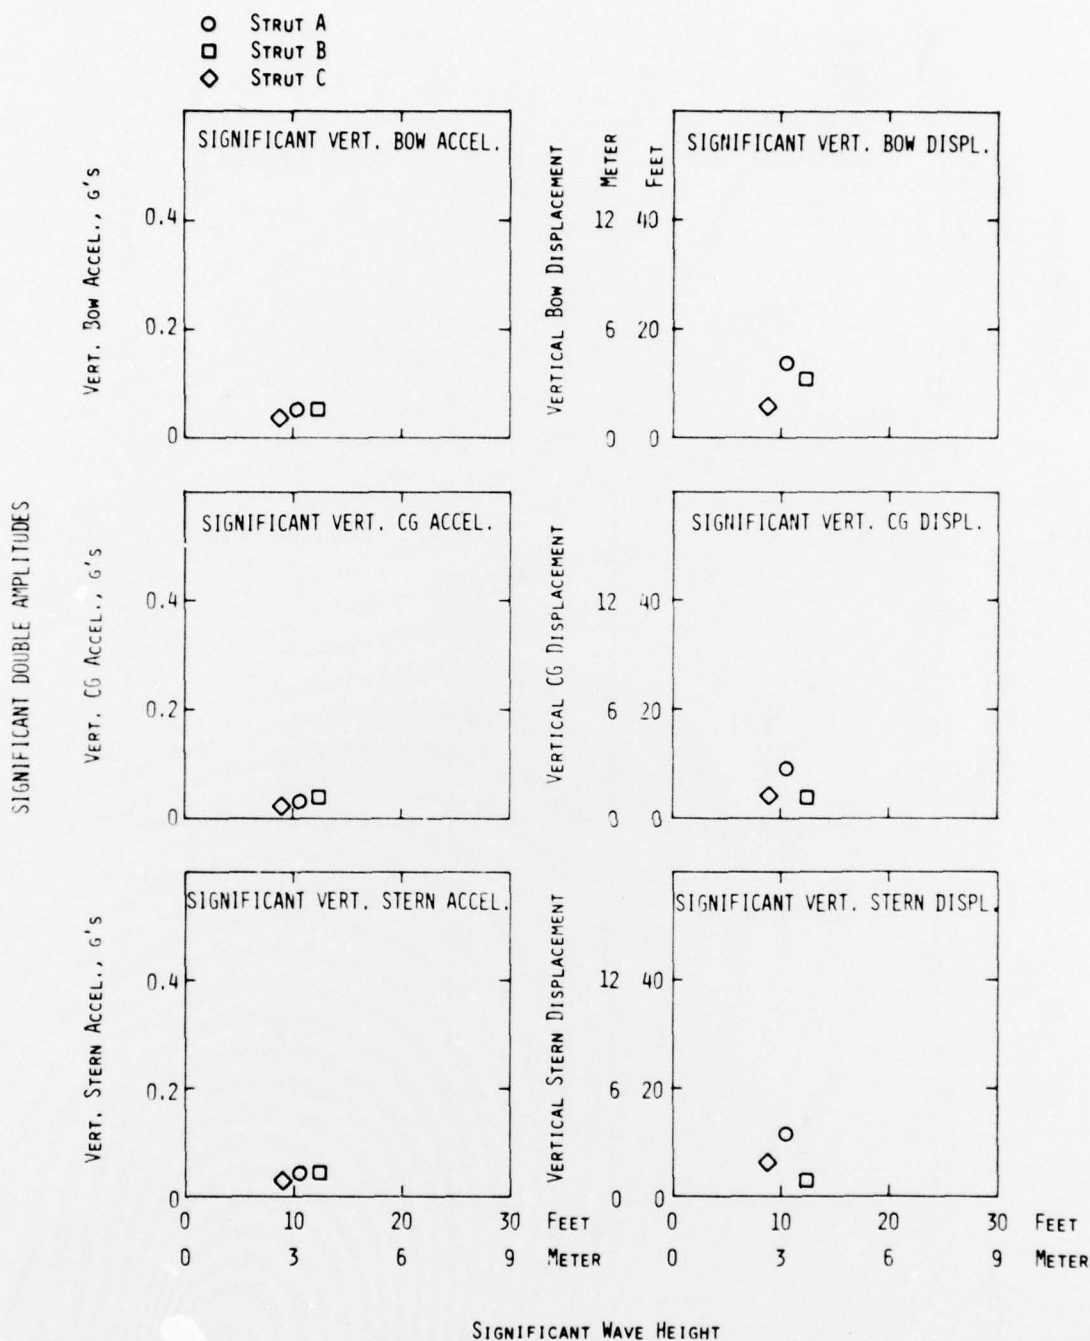 STRUT A
STRUT B
STRUT C
SIGNIFICANT DOUBLE AMPLITUDES
VERT. BOW ACCEL., G'S
SIGNIFICANT VERT. BOW ACCEL.
0.4
0.2
0
VERTICAL BOW DISPLACEMENT
METER
FEET
SIGNIFICANT VERT. BOW DISPL.
12 40
6 20
0 0
VERT. CG ACCEL., G'S
SIGNIFICANT VERT. CG ACCEL.
0.4
0.2
0
10 20 30
VERTICAL CG DISPLACEMENT
SIGNIFICANT VERT. CG DISPL.
12 40
6 20
0 0
VERT. STERN ACCEL., G'S
SIGNIFICANT VERT. STERN ACCEL.
0.4
0.2
0
0 10 20 30 FEET
0 3 6 9 METER
VERTICAL STERN DISPLACEMENT
SIGNIFICANT VERT. STERN DISPL.
12 40
6 20
0 0
0 10 20 30 FEET
0 3 6 9 METER
SIGNIFICANT WAVE HEIGHT